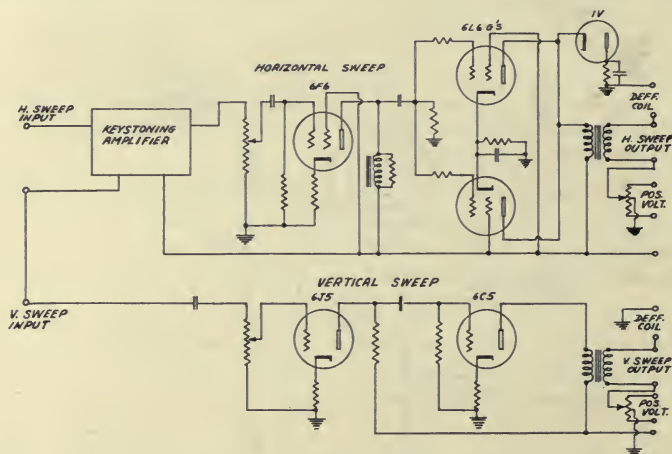 6L6 G'S
1V
HORIZONTAL SWEEP
6F6
H. SWEEP
INPUT
KEYSTONING
AMPLIFIER
DEFF.
COIL
H. SWEEP
OUTPUT
POS.
VOLT.
V. SWEEP
INPUT
VERTICAL SWEEP
6J5
6C5
DEFF.
COIL
V. SWEEP
OUTPUT
POS.
VOLT.